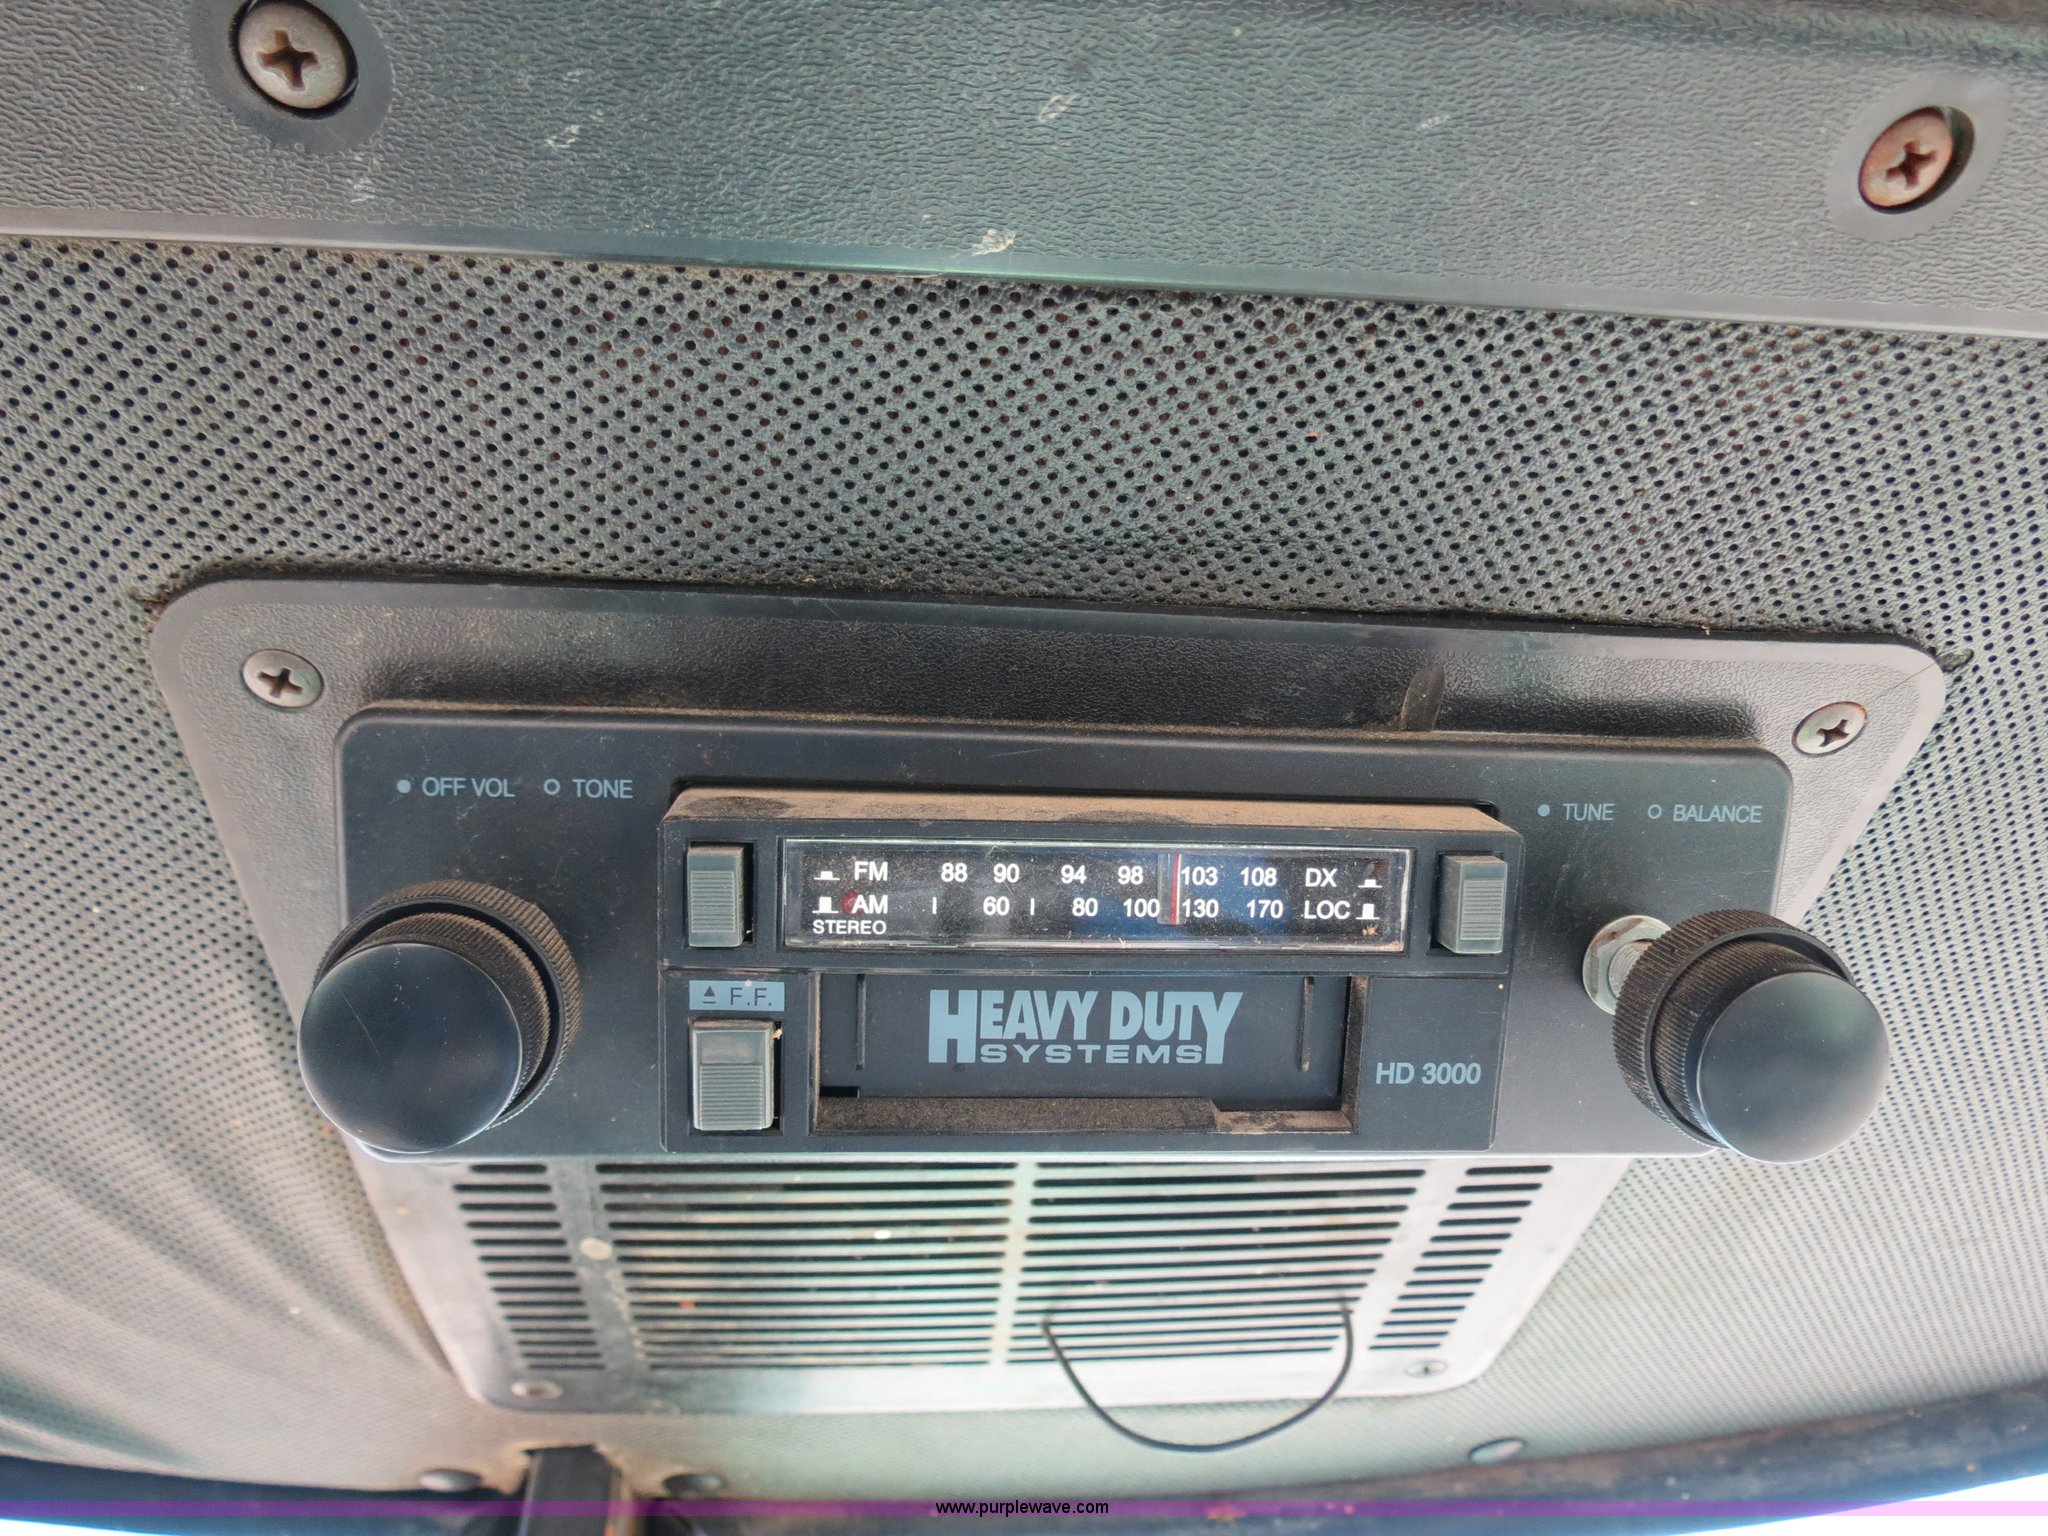 OFF VOL TONE
TUNE BALANCE
FM 88 90 94 98 103 108 DX
AM 60 80 100 130 170 LOC
STEREO
F.F.
HEAVY DUTY
SYSTEMS
HD 3000
www.purplewave.com